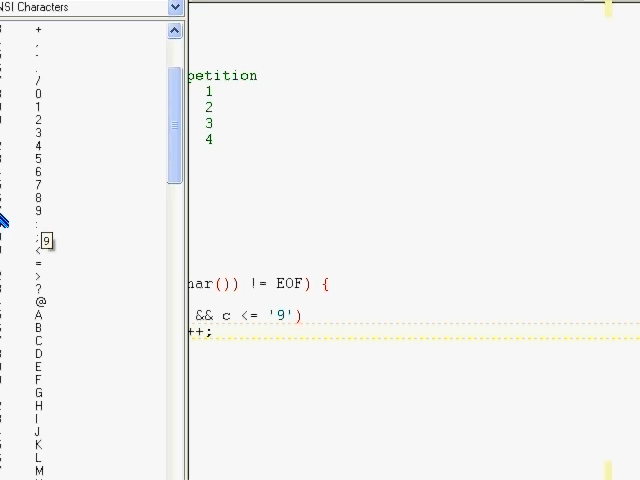 NSI Characters
+
,
-
.
/
0
1
2
3
4
5
6
7
8
9
:
;
9
<
=
>
?
@
A
B
C
D
E
F
G
H
I
J
K
L
M
petition
1
2
3
4
har()) != EOF) {
&& c <= '9')
++;